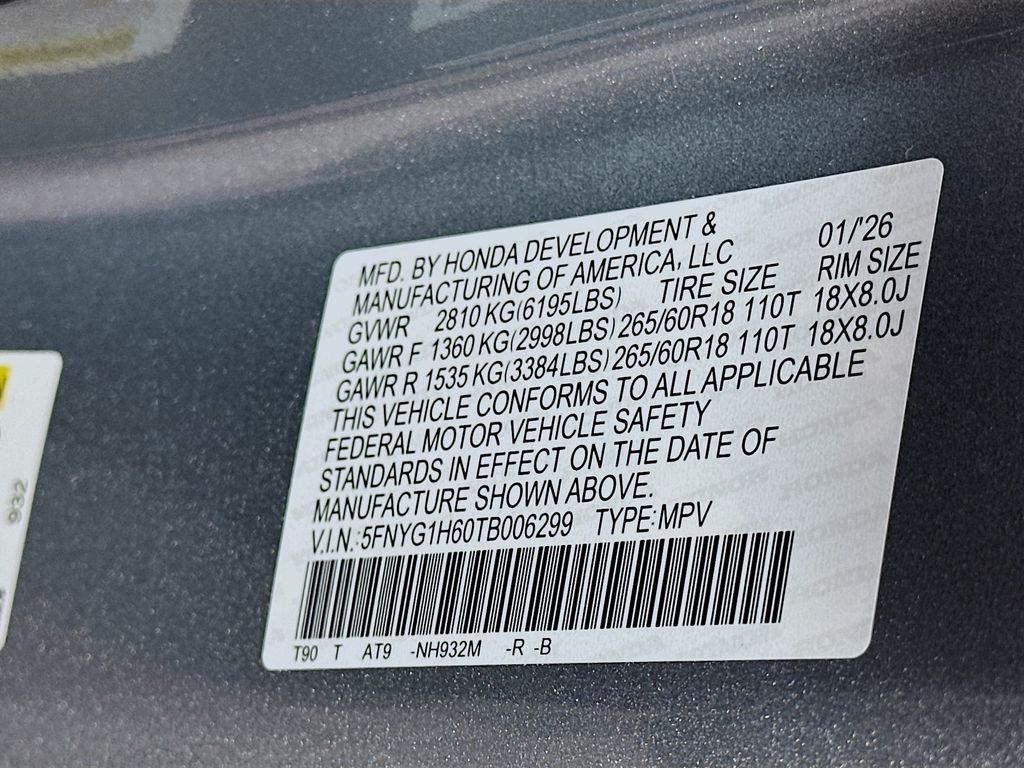 MFD. BY HONDA DEVELOPMENT & 01/'26
MANUFACTURING OF AMERICA, LLC
GVWR 2810 KG(6195LBS) TIRE SIZE RIM SIZE
GAWR F 1360 KG(2998LBS) 265/60R18 110T 18X8.0J
GAWR R 1535 KG(3384LBS) 265/60R18 110T 18X8.0J
THIS VEHICLE CONFORMS TO ALL APPLICABLE
FEDERAL MOTOR VEHICLE SAFETY
STANDARDS IN EFFECT ON THE DATE OF
MANUFACTURE SHOWN ABOVE.
V.I.N.:5FNYG1H60TB006299 TYPE:MPV
T90 T AT9 -NH932M -R -B
932